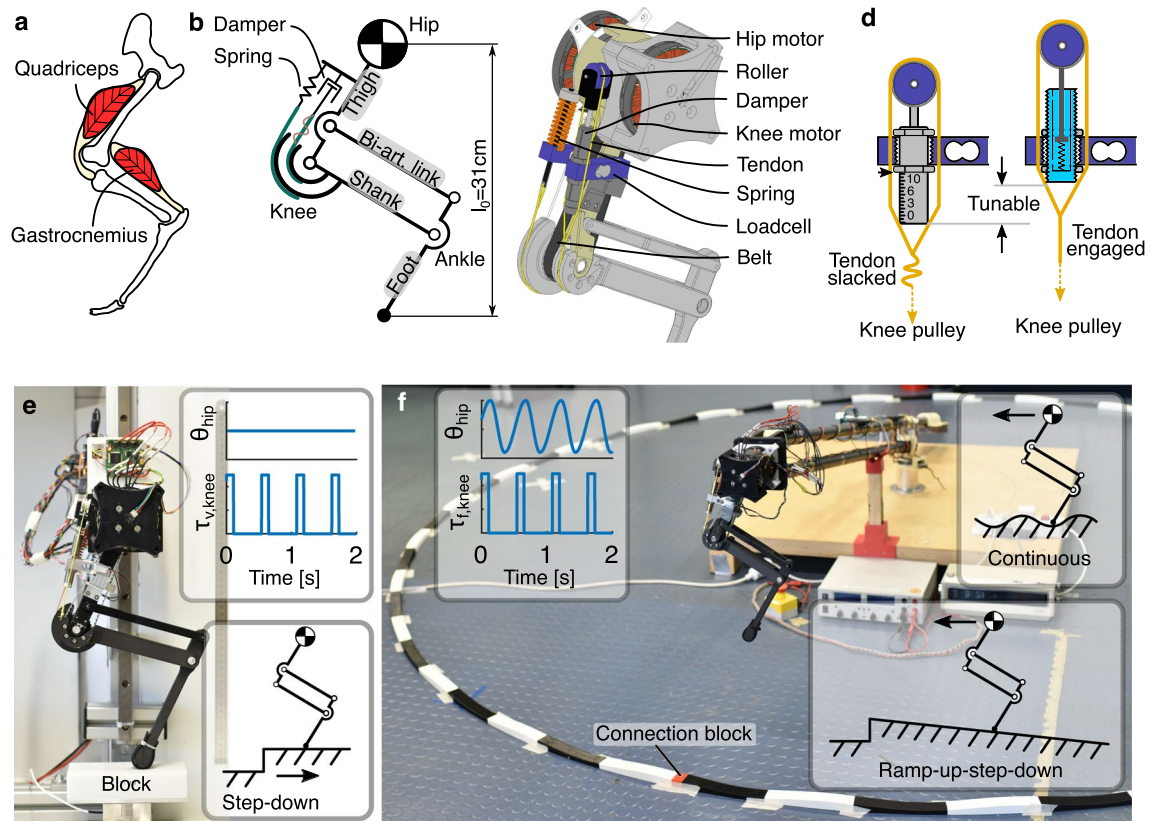 a
Quadriceps
Gastrocnemius
b
Damper
Spring
Hip
Thigh
Bi-art. link
Shank
Knee
Ankle
Foot
l₀=31cm
Hip motor
Roller
Damper
Knee motor
Tendon
Spring
Loadcell
Belt
d
10
6
3
0
Tunable
Tendon
slacked
Tendon
engaged
Knee pulley
Knee pulley
e
θhip
τv,knee
0
1
2
Time [s]
Block
Step-down
f
θhip
τf,knee
0
1
2
Time [s]
Continuous
Connection block
Ramp-up-step-down